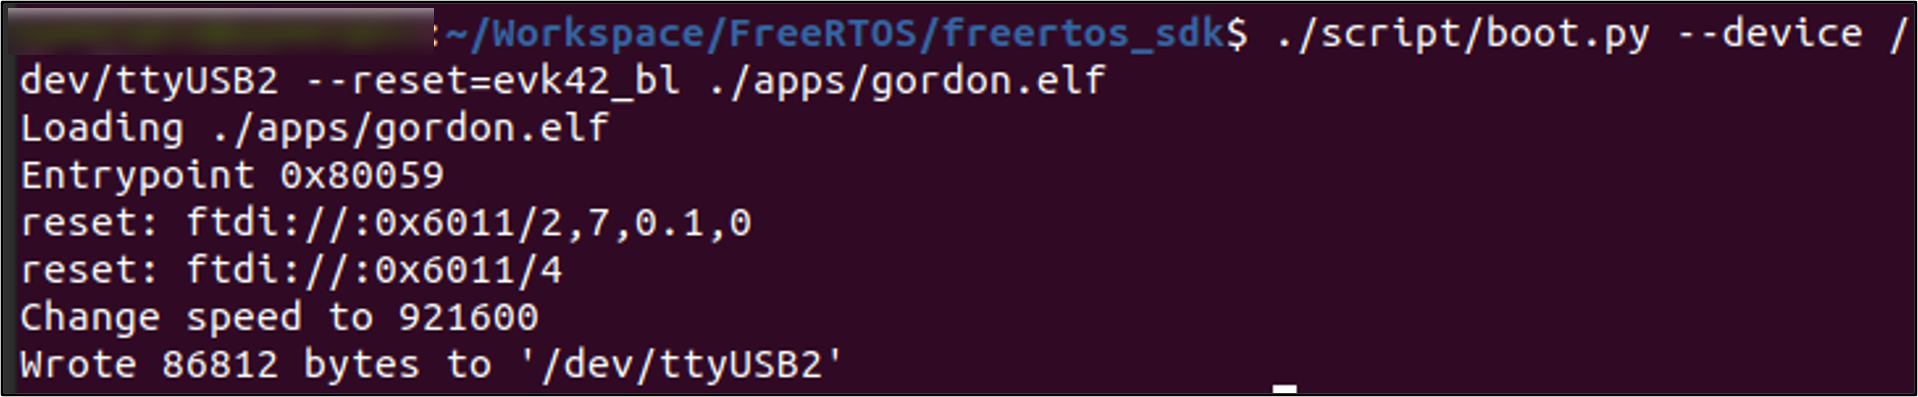 :~/Workspace/FreeRTOS/freertos_sdk$ ./script/boot.py --device /
dev/ttyUSB2 --reset=evk42_bl ./apps/gordon.elf
Loading ./apps/gordon.elf
Entrypoint 0x80059
reset: ftdi://:0x6011/2,7,0.1,0
reset: ftdi://:0x6011/4
Change speed to 921600
Wrote 86812 bytes to '/dev/ttyUSB2'